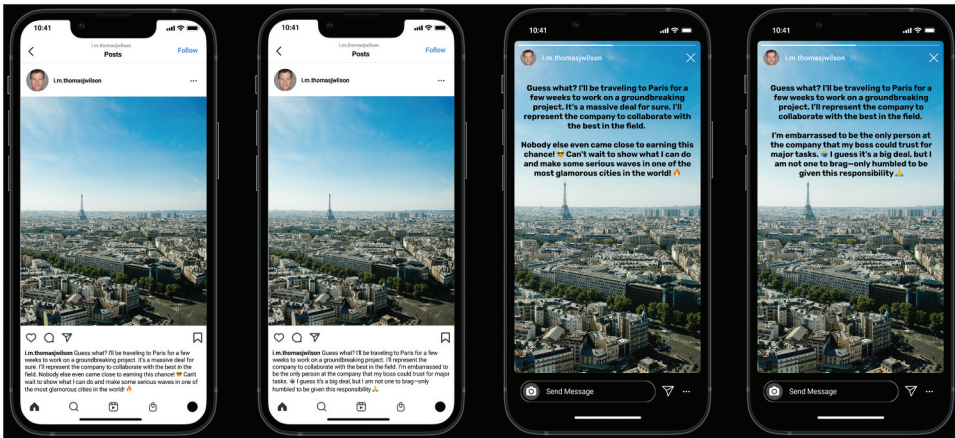 10:41
i.m.thomasjwilson
Posts
Follow
i.m.thomasjwilson
i.m.thomasjwilson Guess what? I'll be traveling to Paris for a few
weeks to work on a groundbreaking project. It's a massive deal for
sure. I'll represent the company to collaborate with the best in the
field. Nobody else even came close to earning this chance! 😎 Can't
wait to show what I can do and make some serious waves in one of
the most glamorous cities in the world! 🔥
10:41
i.m.thomasjwilson
Posts
Follow
i.m.thomasjwilson
i.m.thomasjwilson Guess what? I'll be traveling to Paris for a few
weeks to work on a groundbreaking project. I'll represent the
company to collaborate with the best in the field. I'm embarrassed to
be the only person at the company that my boss could trust for major
tasks. 🤯 I guess it's a big deal, but I am not one to brag—only
humbled to be given this responsibility 🙏
10:41
i.m.thomasjwilson 1h
Guess what? I'll be traveling to Paris for a
few weeks to work on a groundbreaking
project. It's a massive deal for sure. I'll
represent the company to collaborate with
the best in the field.
Nobody else even came close to earning this
chance! 😎 Can't wait to show what I can do
and make some serious waves in one of the
most glamorous cities in the world! 🔥
Send Message
10:41
i.m.thomasjwilson 1h
Guess what? I'll be traveling to Paris for a
few weeks to work on a groundbreaking
project. I'll represent the company to
collaborate with the best in the field.
I'm embarrassed to be the only person at
the company that my boss could trust for
major tasks. 🤯 I guess it's a big deal, but I
am not one to brag—only humbled to be
given this responsibility 🙏
Send Message